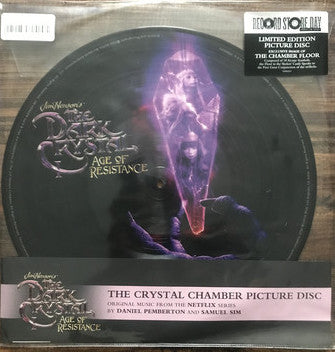 RECORD STORE DAY
LIMITED EDITION
PICTURE DISC
EXCLUSIVE IMAGE OF
THE CHAMBER FLOOR
Jim Henson's
THE
DARK
CRYSTAL
AGE OF
RESISTANCE
Jim Henson's
THE
DARK
CRYSTAL
AGE OF
RESISTANCE
THE CRYSTAL CHAMBER PICTURE DISC
ORIGINAL MUSIC FROM THE NETFLIX SERIES
BY DANIEL PEMBERTON AND SAMUEL SIM